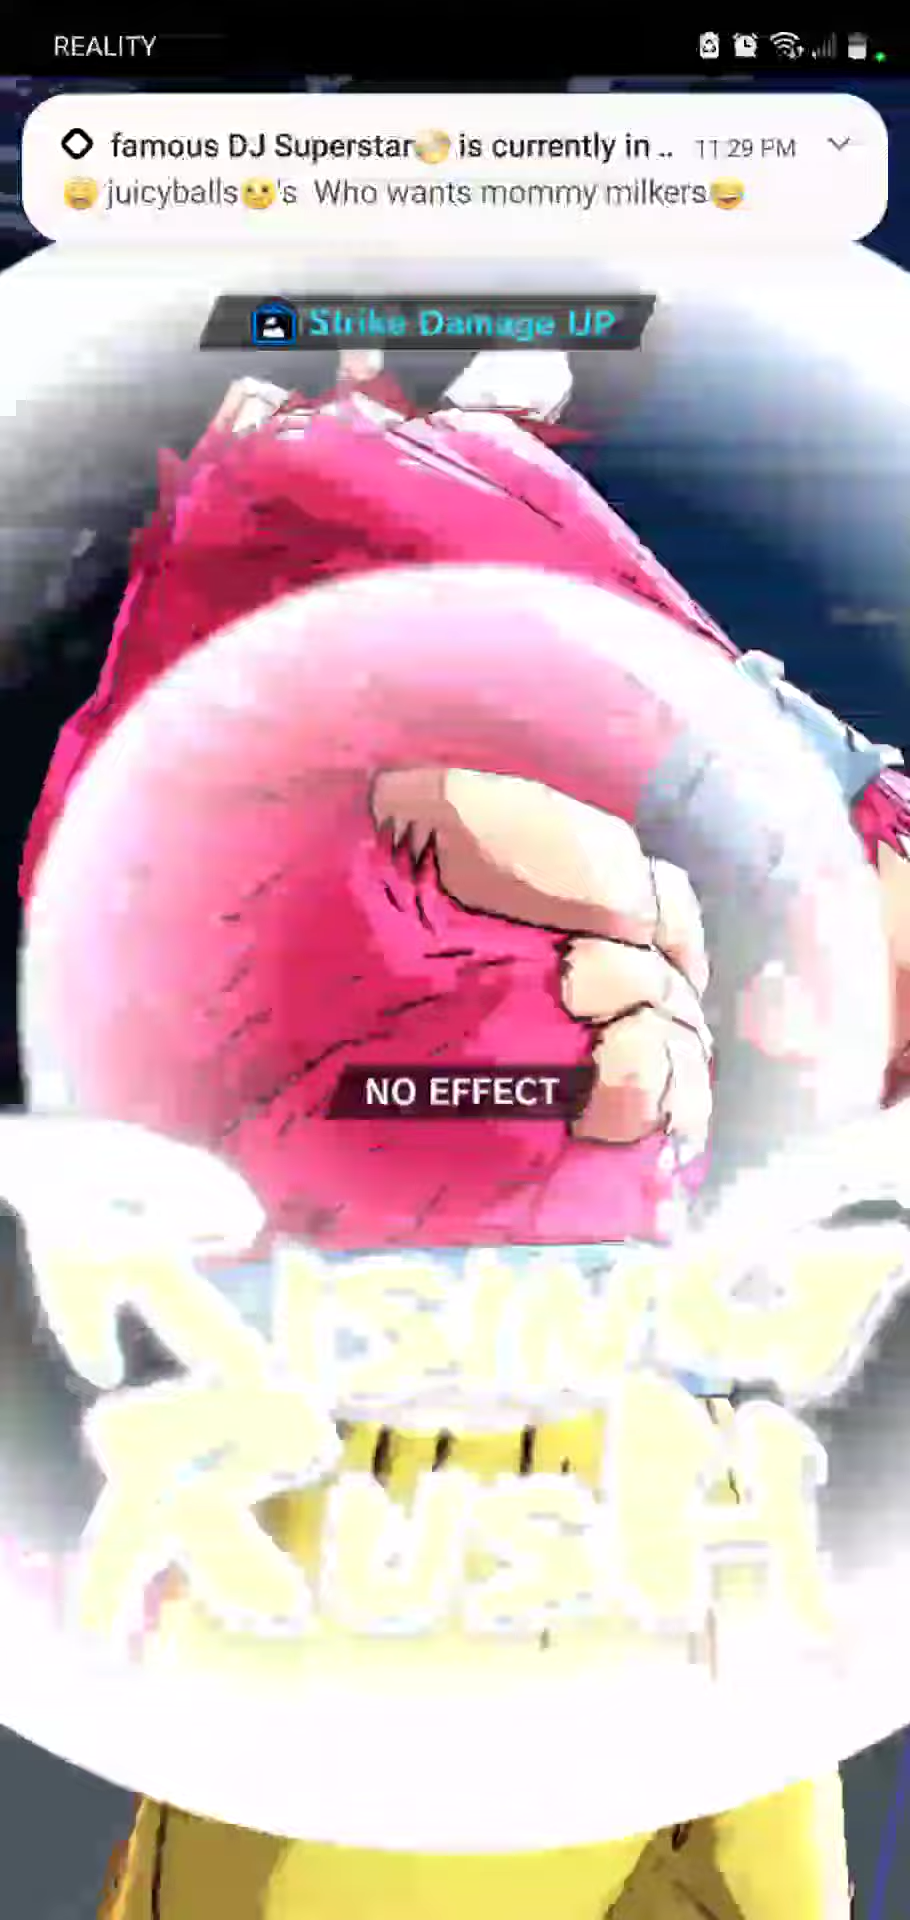 REALITY
famous DJ Superstar🤔 is currently in .. 11:29 PM
😩juicyballs🤔's Who wants mommy milkers😂
Strike Damage UP
NO EFFECT
RISING
RUSH